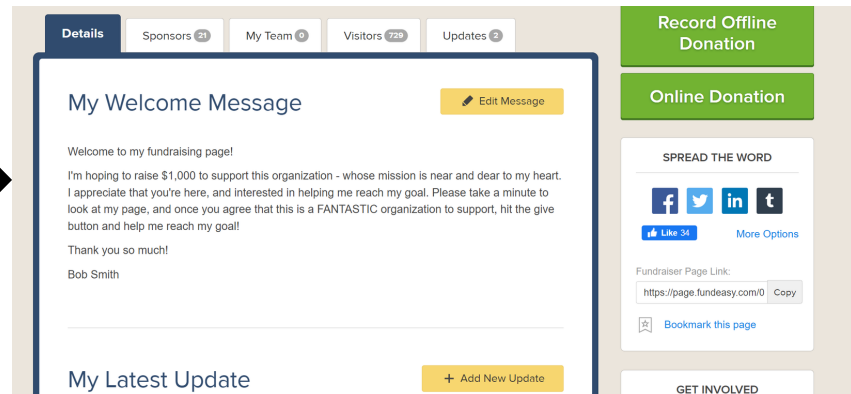 Details
Sponsors 21
My Team 0
Visitors 729
Updates 2
My Welcome Message
Edit Message
Welcome to my fundraising page!
I'm hoping to raise $1,000 to support this organization - whose mission is near and dear to my heart.
I appreciate that you're here, and interested in helping me reach my goal. Please take a minute to
look at my page, and once you agree that this is a FANTASTIC organization to support, hit the give
button and help me reach my goal!
Thank you so much!
Bob Smith
My Latest Update
+ Add New Update
Record Offline
Donation
Online Donation
SPREAD THE WORD
f
in
t
Like 34
More Options
Fundraiser Page Link:
https://page.fundeasy.com/0
Copy
Bookmark this page
GET INVOLVED